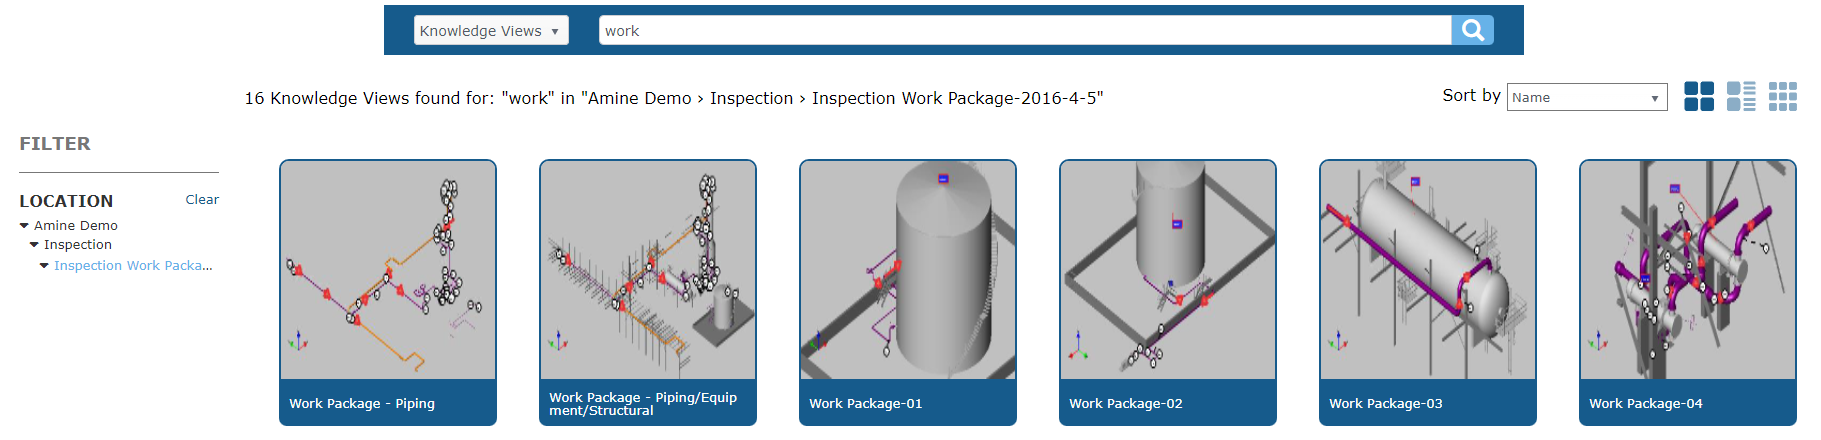 Knowledge Views
work
16 Knowledge Views found for: "work" in "Amine Demo › Inspection › Inspection Work Package-2016-4-5"
Sort by
Name
FILTER
LOCATION
Clear
Amine Demo
Inspection
Inspection Work Packa...
Work Package - Piping
Work Package - Piping/Equip
ment/Structural
Work Package-01
Work Package-02
Work Package-03
Work Package-04